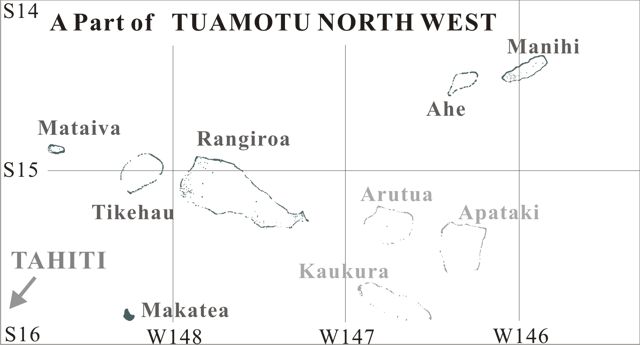 S14
A Part of TUAMOTU NORTH WEST
Manihi
Ahe
Mataiva
Rangiroa
S15
Tikehau
Arutua
Apataki
TAHITI
Kaukura
Makatea
S16
W148
W147
W146